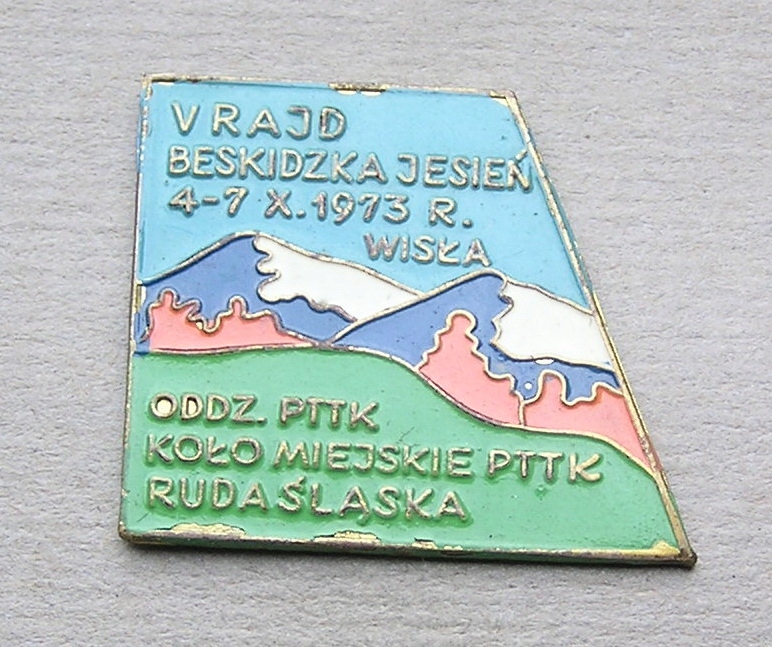 V RAJD
BESKIDZKA JESIEŃ
4-7 X. 1973 R.
WISŁA
ODDZ. PTTK
KOŁO MIEJSKIE PTTK
RUDA ŚLĄSKA